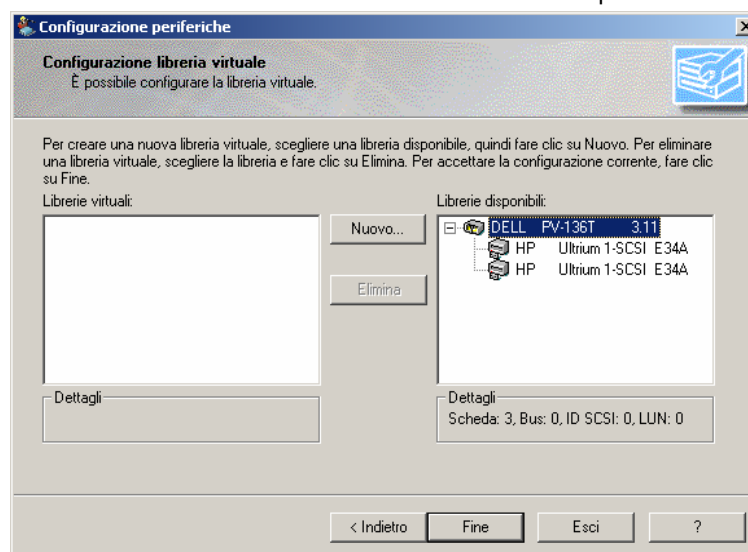 Configurazione periferiche
Configurazione libreria virtuale
È possibile configurare la libreria virtuale.
Per creare una nuova libreria virtuale, scegliere una libreria disponibile, quindi fare clic su Nuovo. Per eliminare
una libreria virtuale, scegliere la libreria e fare clic su Elimina. Per accettare la configurazione corrente, fare clic
su Fine.
Librerie virtuali:
Librerie disponibili:
Nuovo...
Elimina
DELL PV-136T 3.11
HP Ultrium 1-SCSI E34A
HP Ultrium 1-SCSI E34A
Dettagli
Dettagli
Scheda: 3, Bus: 0, ID SCSI: 0, LUN: 0
< Indietro
Fine
Esci
?